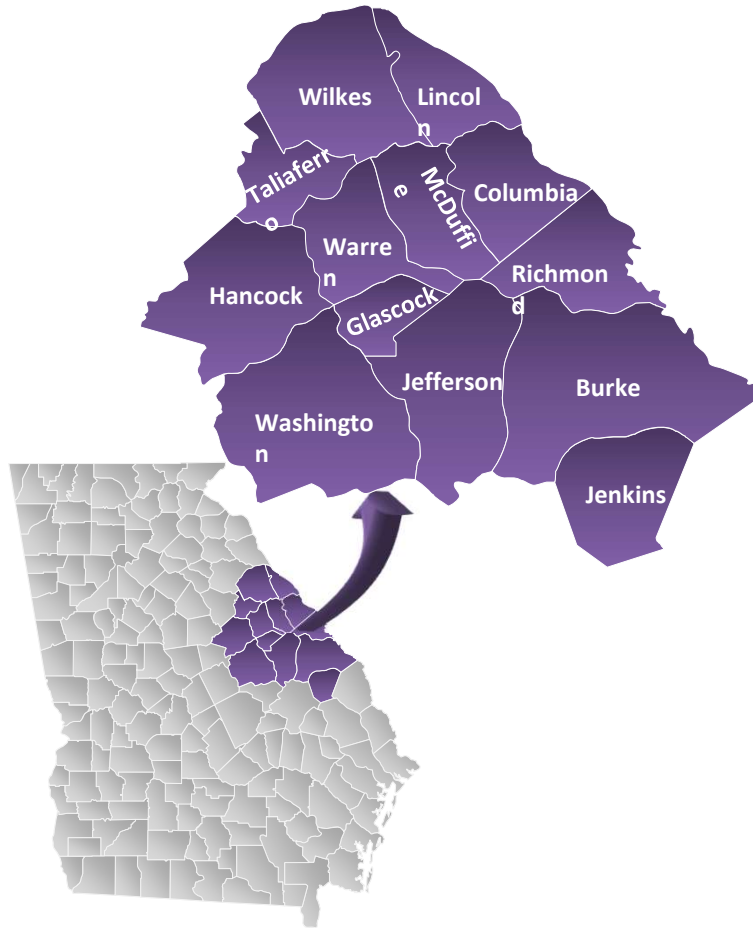 Wilkes
Lincol
n
Taliaferr
o
McDuffi
e
Columbia
Warre
n
Hancock
Richmon
d
Glascock
Jefferson
Burke
Washingto
n
Jenkins